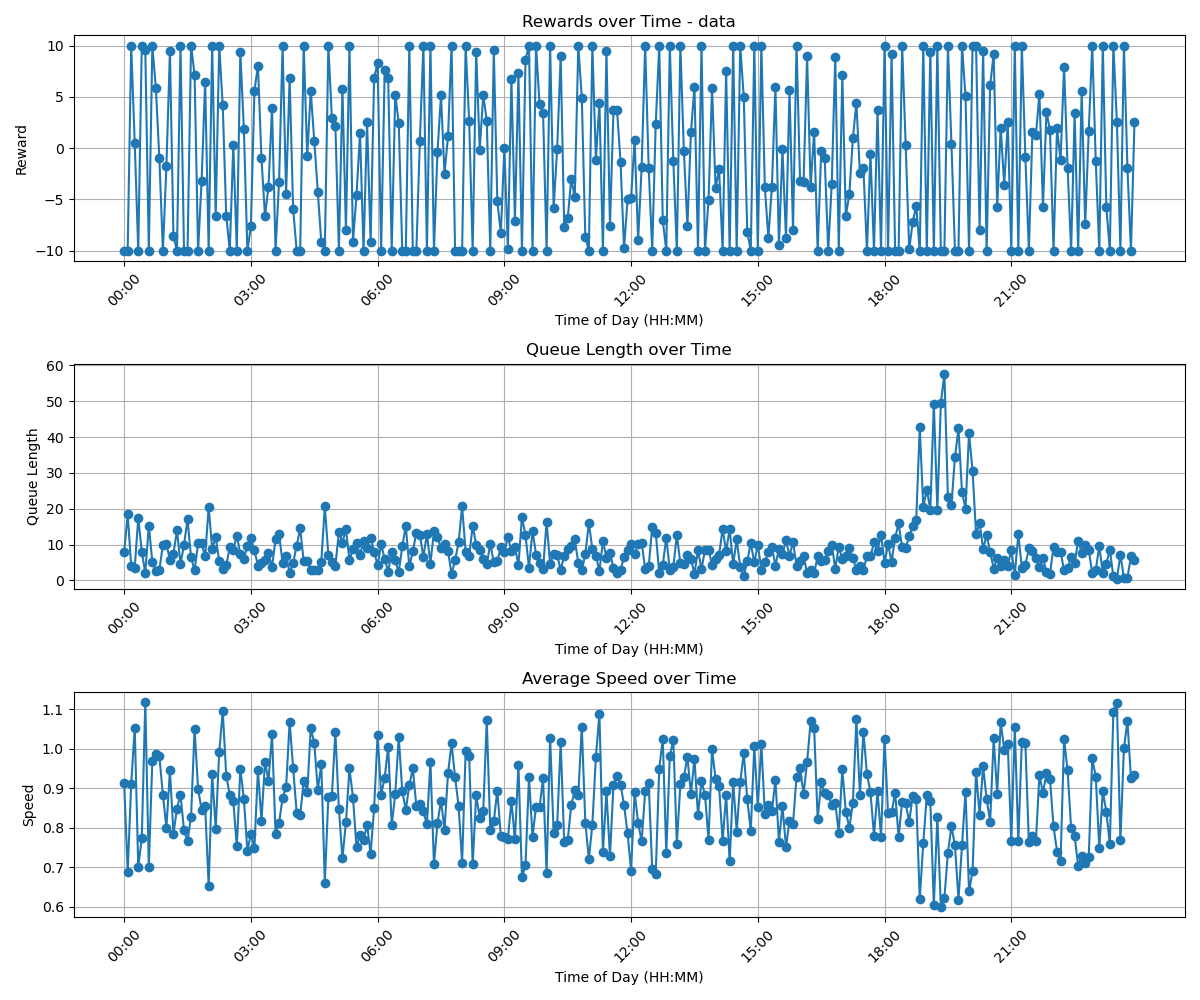 Rewards over Time - data
10
5
0
−5
−10
Reward
00:00 03:00 06:00 09:00 12:00 15:00 18:00 21:00
Time of Day (HH:MM)
Queue Length over Time
60
50
40
30
20
10
0
Queue Length
00:00 03:00 06:00 09:00 12:00 15:00 18:00 21:00
Time of Day (HH:MM)
Average Speed over Time
1.1
1.0
0.9
0.8
0.7
0.6
Speed
00:00 03:00 06:00 09:00 12:00 15:00 18:00 21:00
Time of Day (HH:MM)